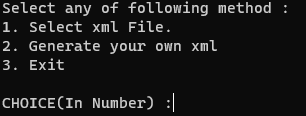 Select any of following method :
1. Select xml File.
2. Generate your own xml
3. Exit
CHOICE(In Number) :